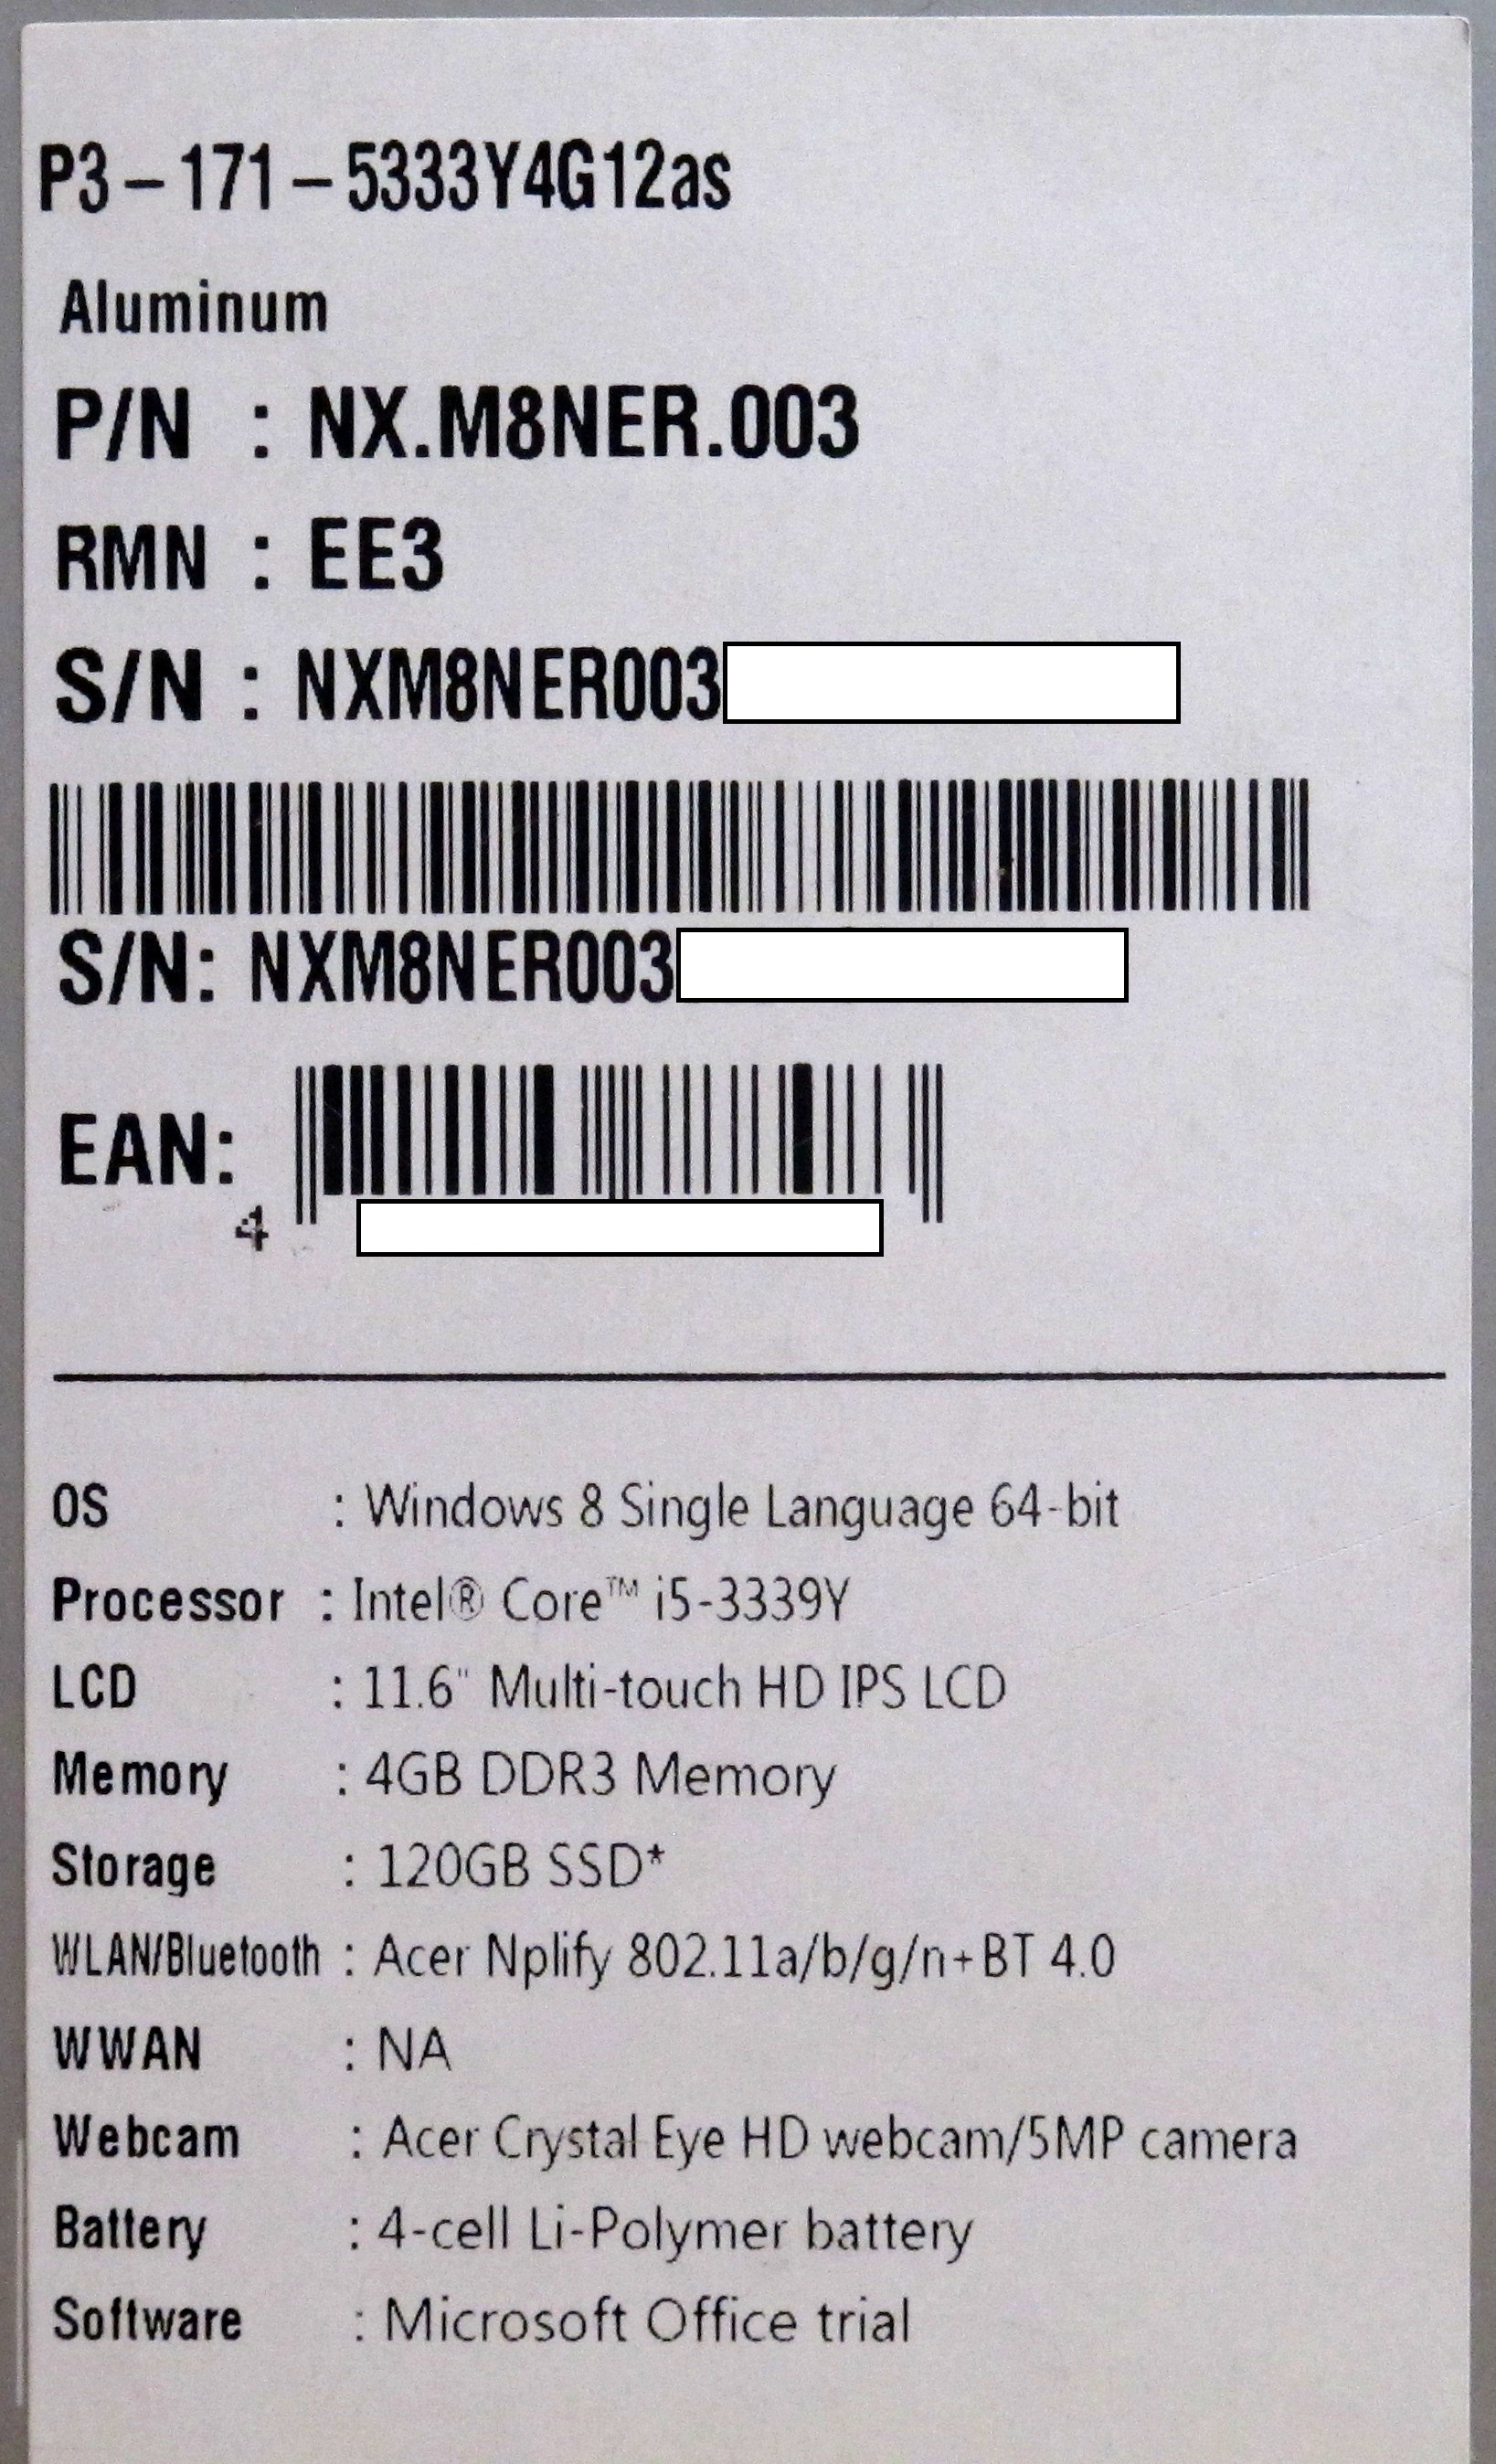 P3-171-5333Y4G12as
Aluminum
P/N : NX.M8NER.003
RMN : EE3
S/N : NXM8NER003
S/N: NXM8NER003
EAN:
4
OS : Windows 8 Single Language 64-bit
Processor : Intel® Core™ i5-3339Y
LCD : 11.6" Multi-touch HD IPS LCD
Memory : 4GB DDR3 Memory
Storage : 120GB SSD*
WLAN/Bluetooth : Acer Nplify 802.11a/b/g/n+BT 4.0
WWAN : NA
Webcam : Acer Crystal Eye HD webcam/5MP camera
Battery : 4-cell Li-Polymer battery
Software : Microsoft Office trial